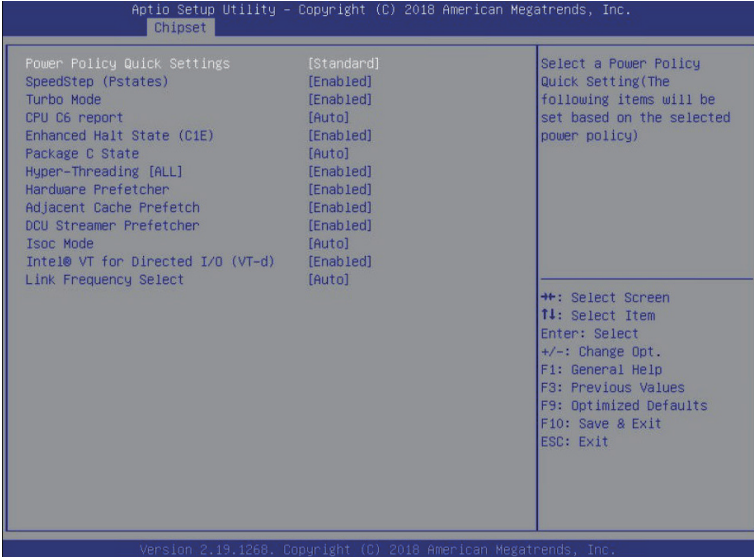 Aptio Setup Utility – Copyright (C) 2018 American Megatrends, Inc.
Chipset
Power Policy Quick Settings [Standard]
SpeedStep (Pstates) [Enabled]
Turbo Mode [Enabled]
CPU C6 report [Auto]
Enhanced Halt State (C1E) [Enabled]
Package C State [Auto]
Hyper-Threading [ALL] [Enabled]
Hardware Prefetcher [Enabled]
Adjacent Cache Prefetch [Enabled]
DCU Streamer Prefetcher [Enabled]
Isoc Mode [Auto]
Intel® VT for Directed I/O (VT-d) [Enabled]
Link Frequency Select [Auto]
Select a Power Policy
Quick Setting(The
following items will be
set based on the selected
power policy)
→←: Select Screen
↑↓: Select Item
Enter: Select
+/-: Change Opt.
F1: General Help
F3: Previous Values
F9: Optimized Defaults
F10: Save & Exit
ESC: Exit
Version 2.19.1268. Copyright (C) 2018 American Megatrends, Inc.